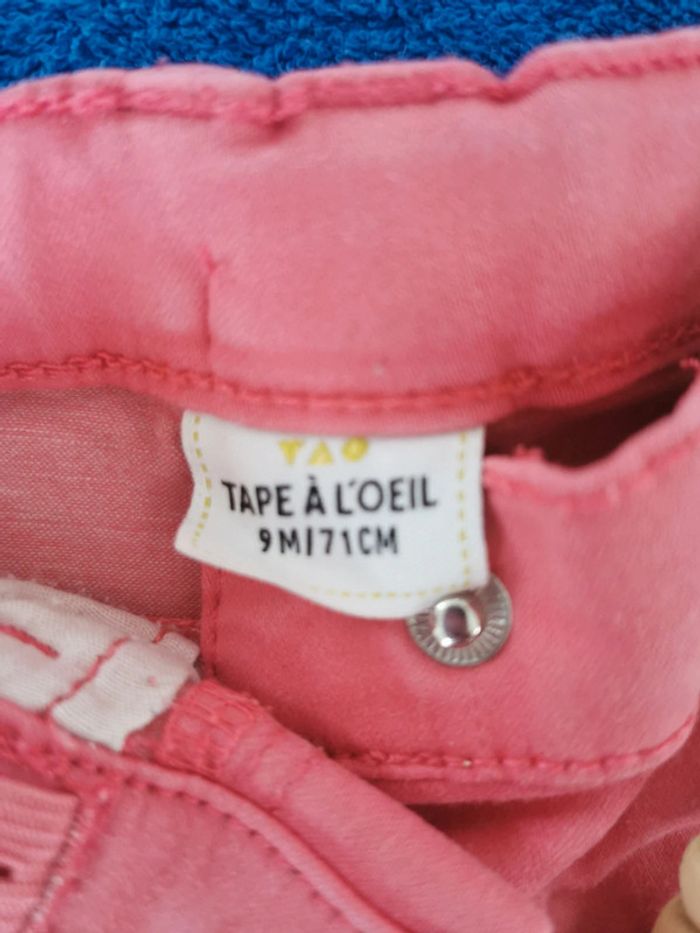 TAO
TAPE À L'OEIL
9M/71CM